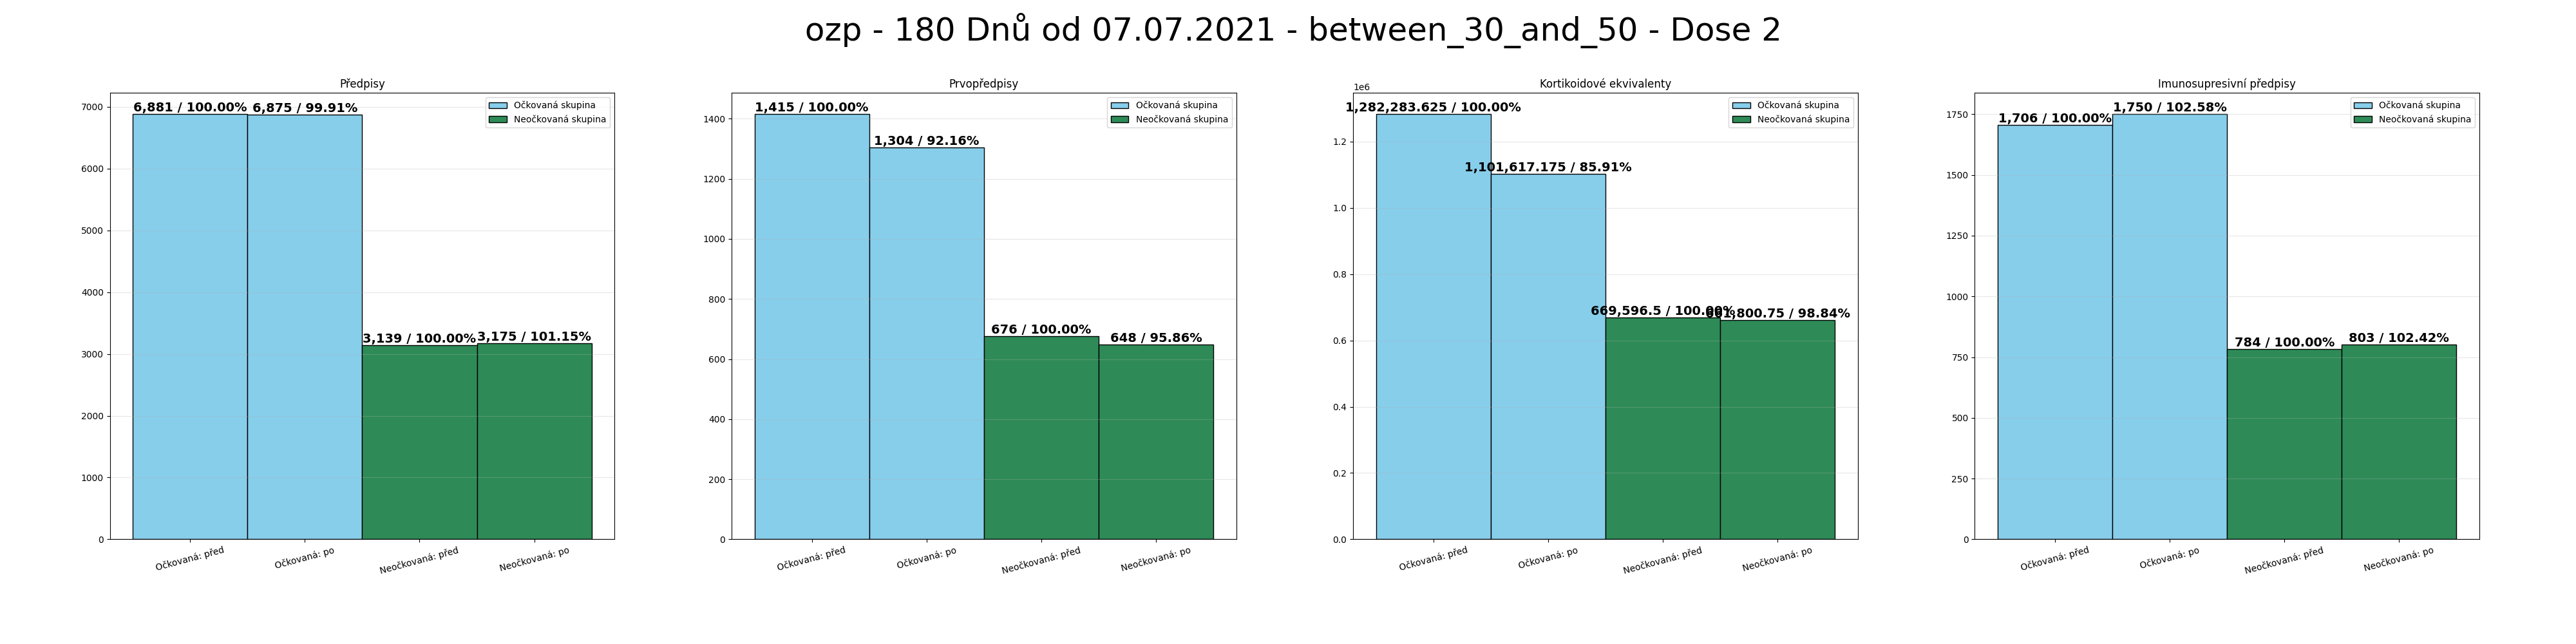 ozp - 180 Dnů od 07.07.2021 - between_30_and_50 - Dose 2
Předpisy
6,881 / 100.00%
6,875 / 99.91%
3,139 / 100.00%
3,175 / 101.15%
Očkovaná skupina
Neočkovaná skupina
7000
6000
5000
4000
3000
2000
1000
0
Očkovaná: před
Očkovaná: po
Neočkovaná: před
Neočkovaná: po
Prvopředpisy
1,415 / 100.00%
1,304 / 92.16%
676 / 100.00%
648 / 95.86%
Očkovaná skupina
Neočkovaná skupina
1400
1200
1000
800
600
400
200
0
Očkovaná: před
Očkovaná: po
Neočkovaná: před
Neočkovaná: po
Kortikoidové ekvivalenty
1e6
1,282,283.625 / 100.00%
1,101,617.175 / 85.91%
669,596.5 / 100.00%
661,800.75 / 98.84%
Očkovaná skupina
Neočkovaná skupina
1.2
1.0
0.8
0.6
0.4
0.2
0.0
Očkovaná: před
Očkovaná: po
Neočkovaná: před
Neočkovaná: po
Imunosupresivní předpisy
1,706 / 100.00%
1,750 / 102.58%
784 / 100.00%
803 / 102.42%
Očkovaná skupina
Neočkovaná skupina
1750
1500
1250
1000
750
500
250
0
Očkovaná: před
Očkovaná: po
Neočkovaná: před
Neočkovaná: po